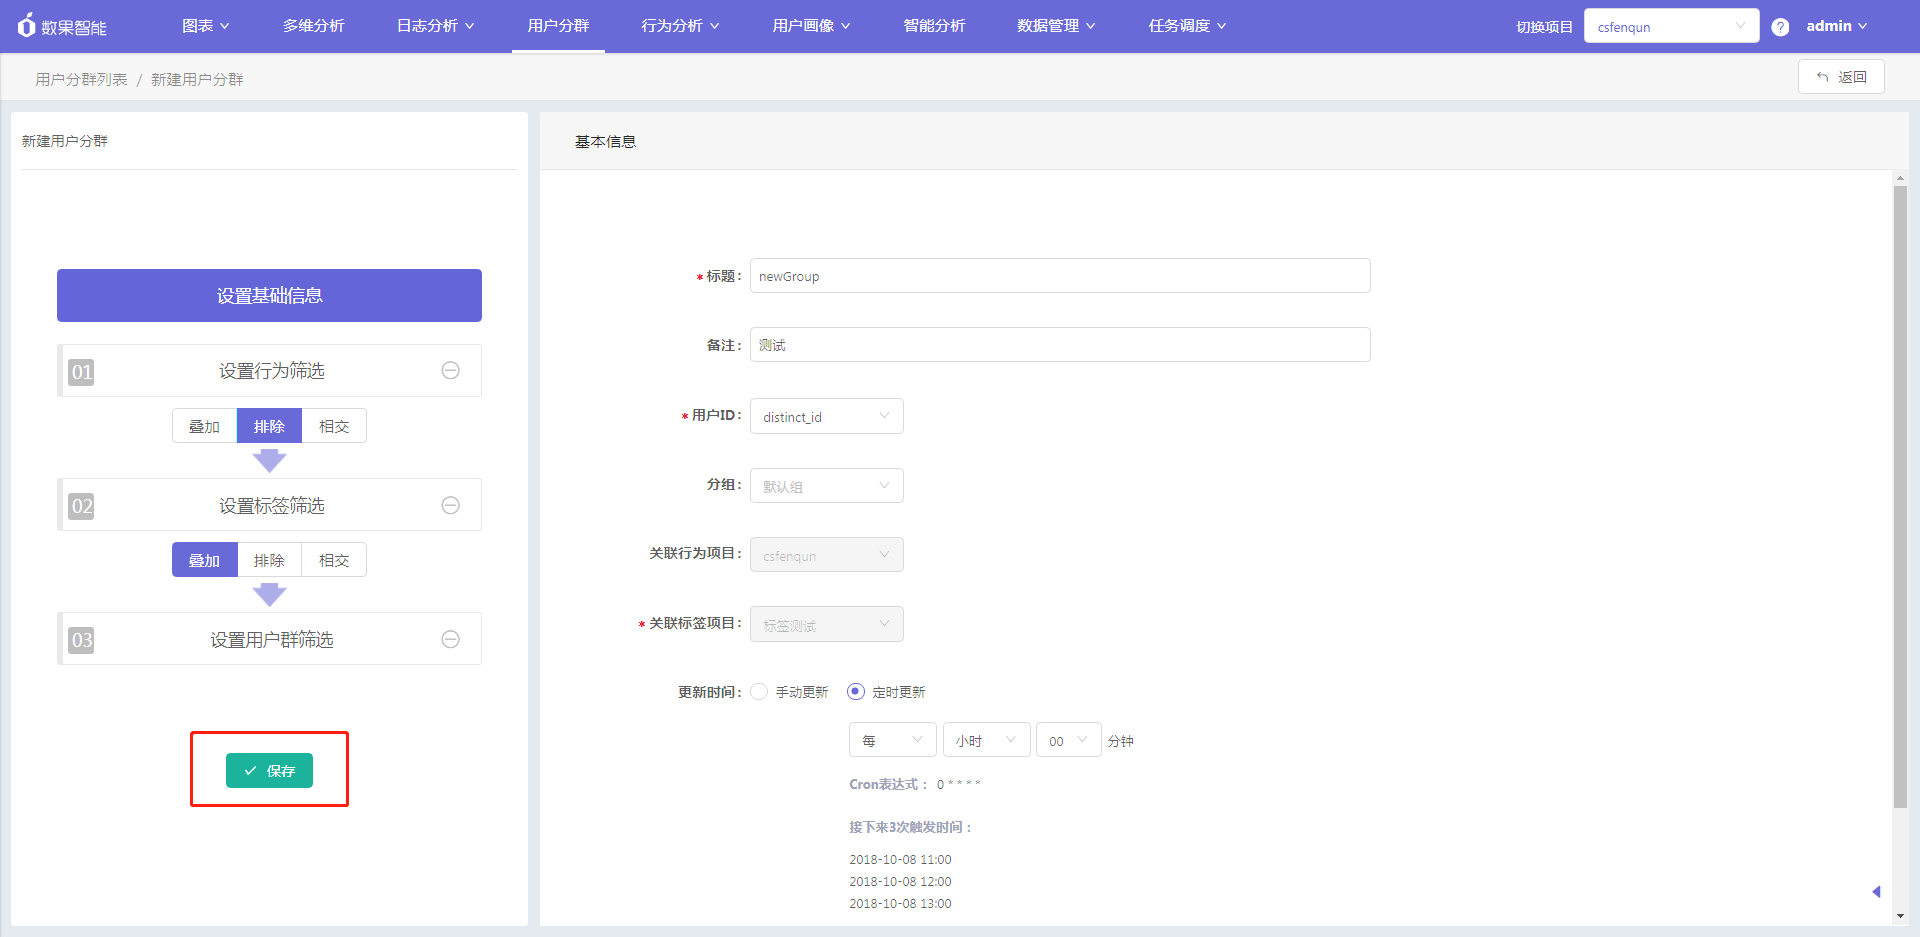 数果智能 图表 多维分析 日志分析 用户分群 行为分析 用户画像 智能分析 数据管理 任务调度 切换项目 csfenqun ? admin
用户分群列表 / 新建用户分群 返回
新建用户分群
设置基础信息
01 设置行为筛选
叠加 排除 相交
02 设置标签筛选
叠加 排除 相交
03 设置用户群筛选
保存
基本信息
* 标题: newGroup
备注: 测试
* 用户ID: distinct_id
分组: 默认组
关联行为项目: csfenqun
* 关联标签项目: 标签测试
更新时间: 手动更新 定时更新
每 小时 00 分钟
Cron表达式： 0 * * * *
接下来3次触发时间：
2018-10-08 11:00
2018-10-08 12:00
2018-10-08 13:00